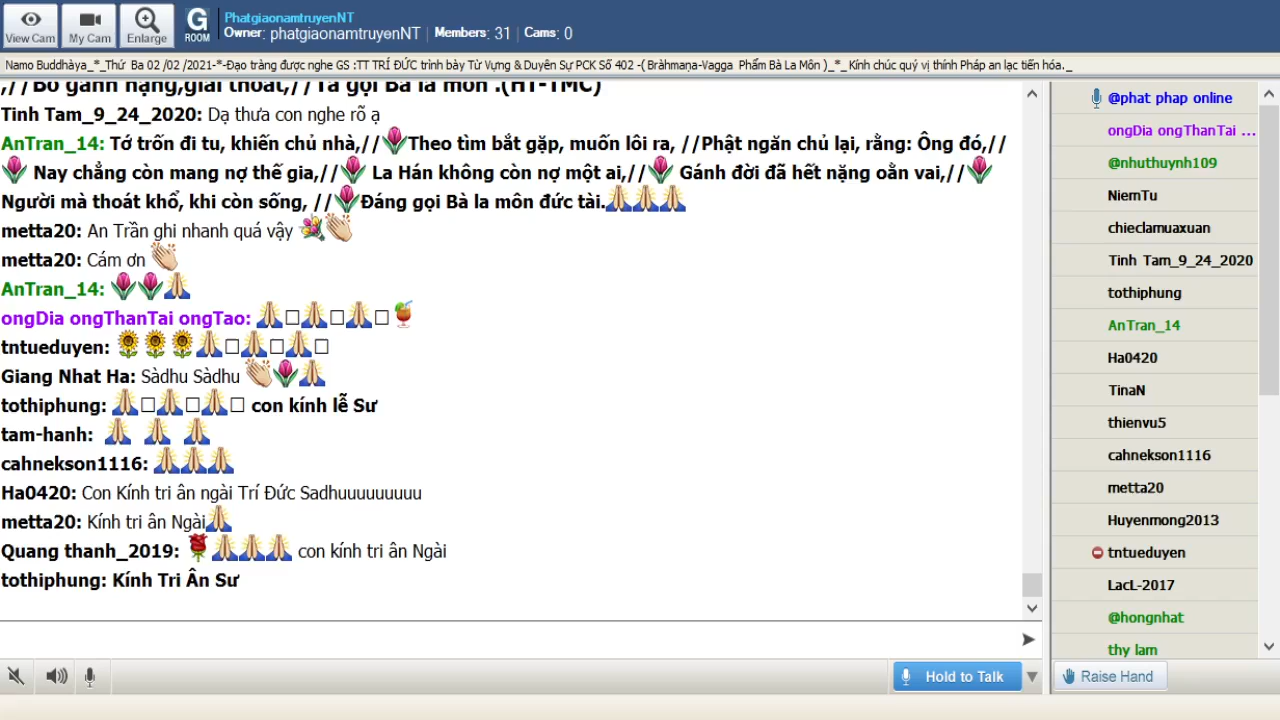 View Cam
My Cam
Enlarge
G
ROOM
PhatgiaonamtruyenNT
Owner: phatgiaonamtruyenNT | Members: 31 | Cams: 0
Namo Buddhàya_*_Thứ Ba 02 /02 /2021-*-Đạo tràng được nghe GS :TT TRÍ ĐỨC trình bày Từ Vựng & Duyên Sự PCK Số 402 -( Bràhmaṇa-Vagga Phẩm Bà La Môn )_*_ Kính chúc quý vị thính Pháp an lạc tiến hóa._
,//Bỏ gánh nặng,giải thoát,//Ta gọi Bà la môn .(HT-TMC)
Tinh Tam_9_24_2020: Dạ thưa con nghe rõ ạ
AnTran_14: Tớ trốn đi tu, khiến chủ nhà,//🌷Theo tìm bắt gặp, muốn lôi ra, //Phật ngăn chủ lại, rằng: Ông đó,//
🌷 Nay chẳng còn mang nợ thế gia,//🌷 La Hán không còn nợ một ai,//🌷 Gánh đời đã hết nặng oằn vai,//🌷
Người mà thoát khổ, khi còn sống, //🌷Đáng gọi Bà la môn đức tài.🙏🙏🙏
metta20: An Trần ghi nhanh quá vậy 💐👏
metta20: Cám ơn 👏
AnTran_14: 🌷🌷🙏
ongDia ongThanTai ongTao: 🙏□🙏□🙏□🍹
tntueduyen: 🌻🌻🌻🙏□🙏□🙏□
Giang Nhat Ha: Sàdhu Sàdhu 👏🌷🙏
tothiphung: 🙏□🙏□🙏□ con kính lễ Sư
tam-hanh: 🙏 🙏 🙏
cahnekson1116: 🙏🙏🙏
Ha0420: Con Kính tri ân ngài Trí Đức Sadhuuuuuuuuu
metta20: Kính tri ân Ngài🙏
Quang thanh_2019: 🌹🙏🙏🙏 con kính tri ân Ngài
tothiphung: Kính Tri Ân Sư
Hold to Talk
@phat phap online
ongDia ongThanTai ...
@nhuthuynh109
NiemTu
chieclamuaxuan
Tinh Tam_9_24_2020
tothiphung
AnTran_14
Ha0420
TinaN
thienvu5
cahnekson1116
metta20
Huyenmong2013
tntueduyen
LacL-2017
@hongnhat
thy lam
Raise Hand